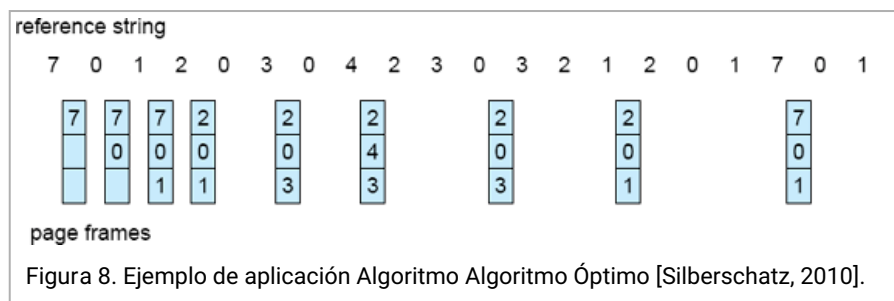 reference string
7 0 1 2 0 3 0 4 2 3 0 3 2 1 2 0 1 7 0 1
7 7 7 2 2 2 2 2 7
0 0 0 0 4 0 0 0
1 1 3 3 3 1 1
page frames
Figura 8. Ejemplo de aplicación Algoritmo Algoritmo Óptimo [Silberschatz, 2010].